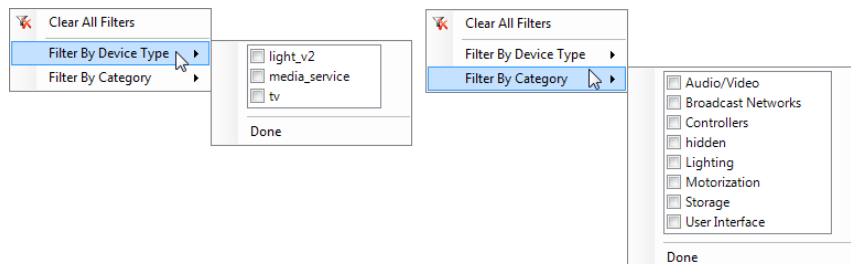 Clear All Filters
Filter By Device Type
Filter By Category
light_v2
media_service
tv
Done
Clear All Filters
Filter By Device Type
Filter By Category
Audio/Video
Broadcast Networks
Controllers
hidden
Lighting
Motorization
Storage
User Interface
Done